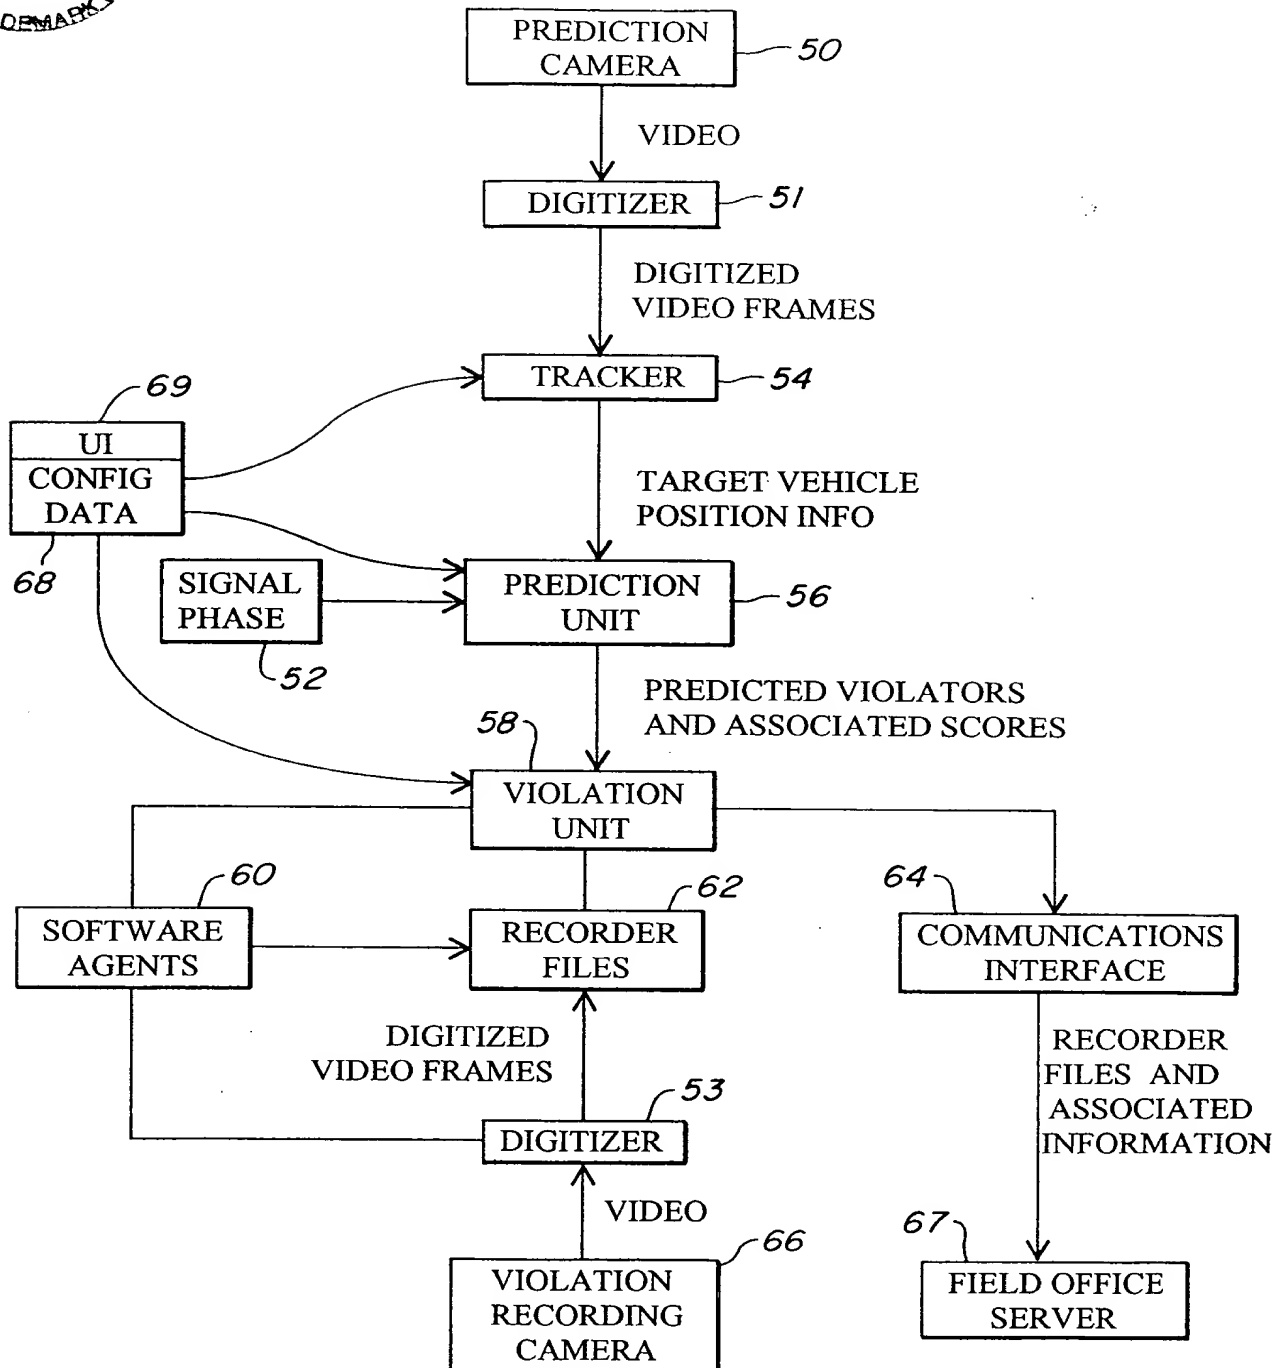 PREDICTION
CAMERA
50
VIDEO
DIGITIZER
51
DIGITIZED
VIDEO FRAMES
TRACKER
54
69
UI
CONFIG
DATA
68
TARGET VEHICLE
POSITION INFO
SIGNAL
PHASE
52
PREDICTION
UNIT
56
PREDICTED VIOLATORS
AND ASSOCIATED SCORES
58
VIOLATION
UNIT
60
SOFTWARE
AGENTS
62
RECORDER
FILES
64
COMMUNICATIONS
INTERFACE
DIGITIZED
VIDEO FRAMES
RECORDER
FILES AND
ASSOCIATED
INFORMATION
53
DIGITIZER
VIDEO
66
VIOLATION
RECORDING
CAMERA
67
FIELD OFFICE
SERVER